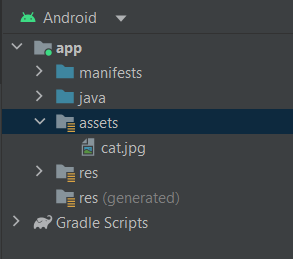 Android
app
manifests
java
assets
cat.jpg
res
res (generated)
Gradle Scripts